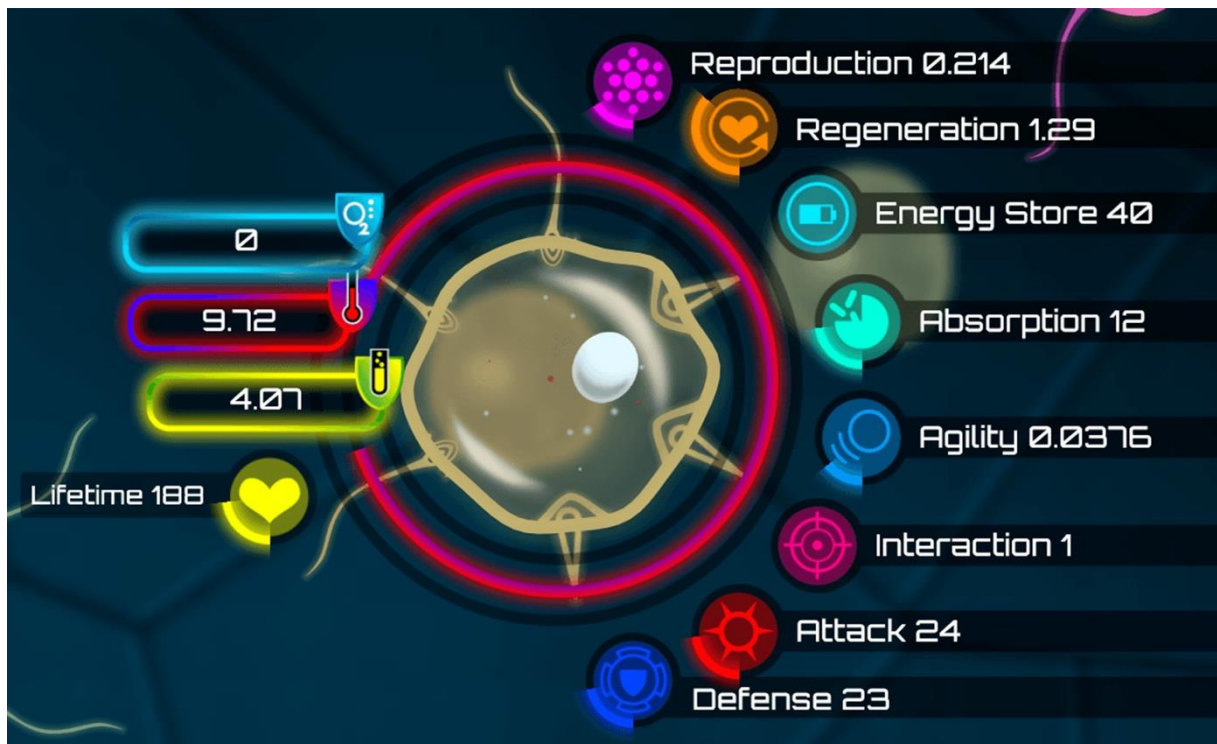 Reproduction 0.214
Regeneration 1.29
O2
0
Energy Store 40
9.72
Absorption 12
4.07
Agility 0.0376
Lifetime 188
Interaction 1
Attack 24
Defense 23